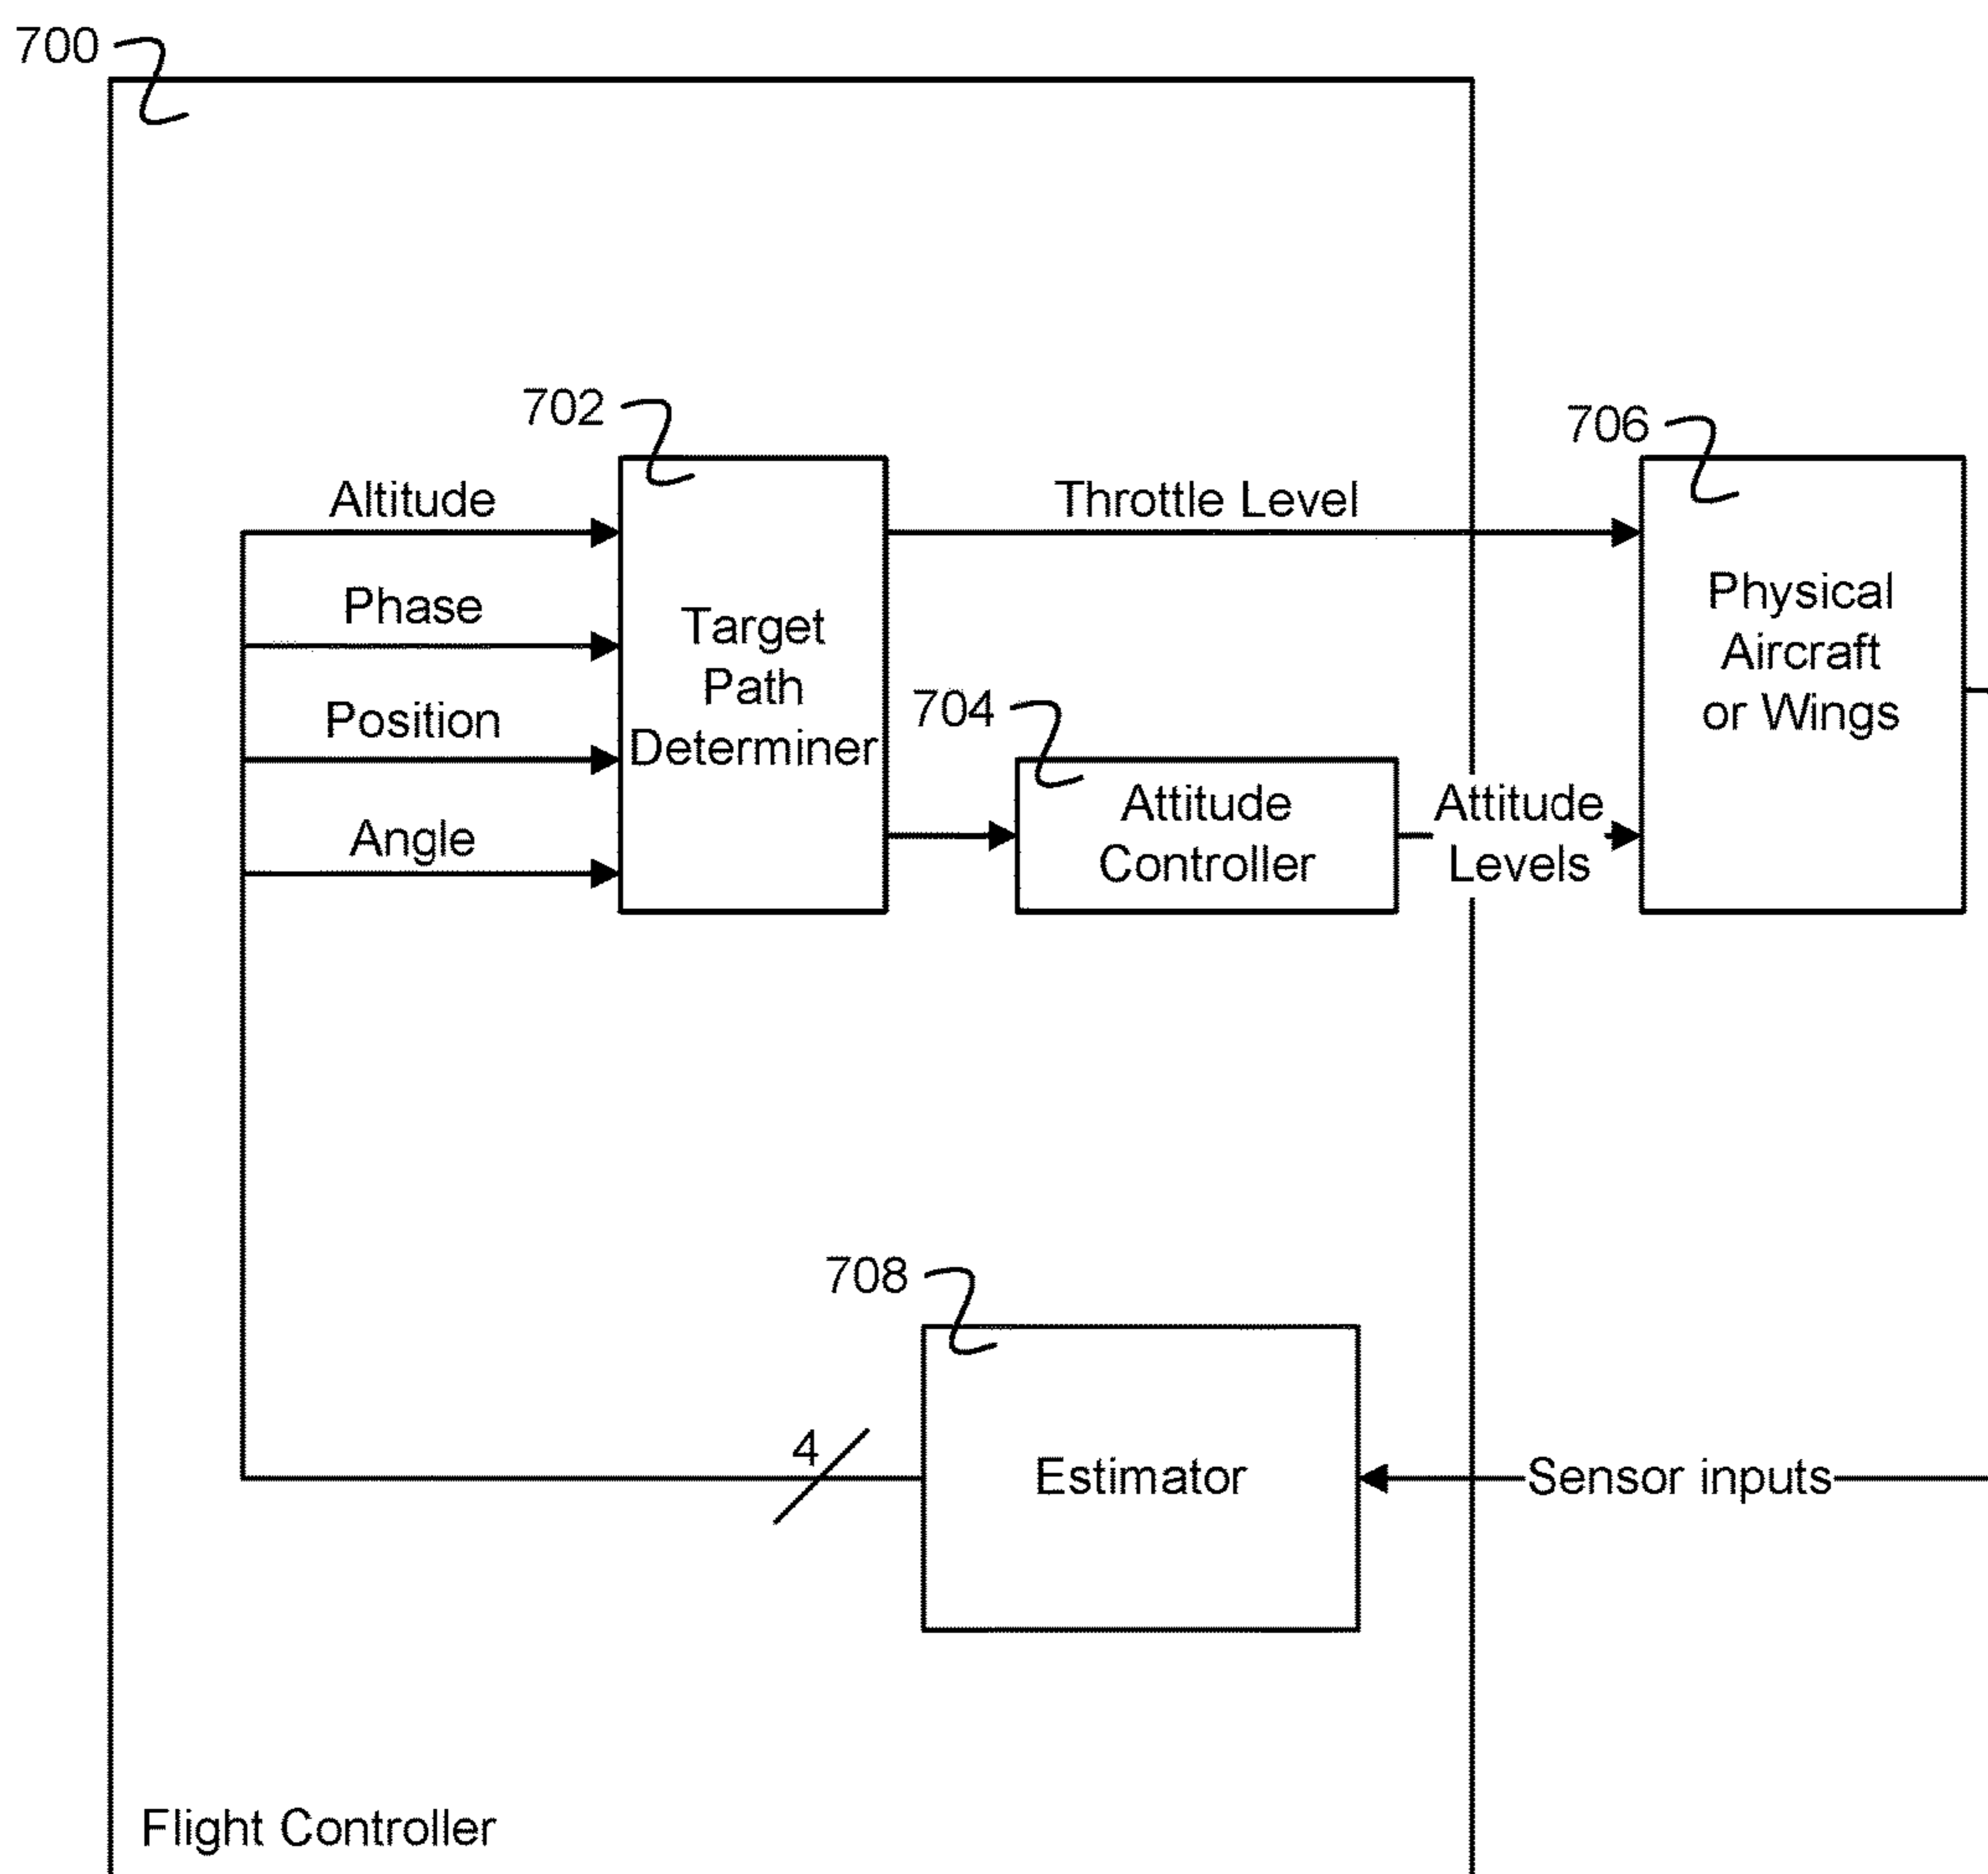 700
702
706
Altitude
Throttle Level
Phase
Physical
Aircraft
or Wings
Target
Path
Determiner
Position
704
Angle
Attitude
Controller
Attitude
Levels
708
4
Estimator
Sensor inputs
Flight Controller